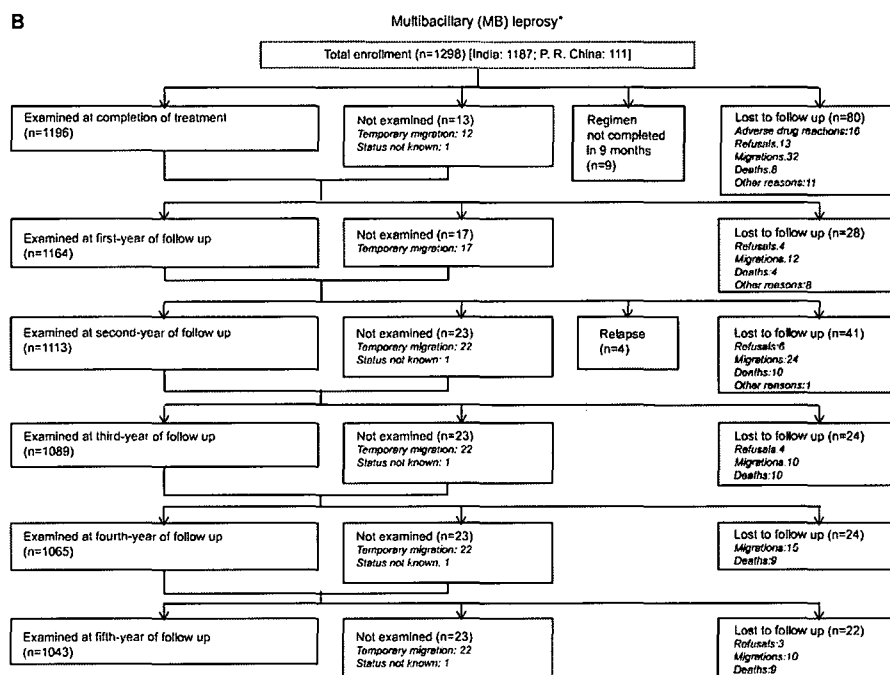 B
Multibacillary (MB) leprosy*
Total enrollment (n=1298) [India: 1187; P. R. China: 111]
Examined at completion of treatment
(n=1196)
Not examined (n=13)
Temporary migration: 12
Status not known: 1
Regimen
not completed
in 9 months
(n=9)
Lost to follow up (n=80)
Adverse drug reactions:16
Refusals.13
Migrations:32
Deaths:8
Other reasons:11
Examined at first-year of follow up
(n=1164)
Not examined (n=17)
Temporary migration: 17
Lost to follow up (n=28)
Refusals.4
Migrations:12
Deaths:4
Other reasons:8
Examined at second-year of follow up
(n=1113)
Not examined (n=23)
Temporary migration: 22
Status not known: 1
Relapse
(n=4)
Lost to follow up (n=41)
Refusals:6
Migrations:24
Deaths:10
Other reasons:1
Examined at third-year of follow up
(n=1089)
Not examined (n=23)
Temporary migration: 22
Status not known: 1
Lost to follow up (n=24)
Refusals.4
Migrations:10
Deaths:10
Examined at fourth-year of follow up
(n=1065)
Not examined (n=23)
Temporary migration: 22
Status not known: 1
Lost to follow up (n=24)
Migrations:15
Deaths:9
Examined at fifth-year of follow up
(n=1043)
Not examined (n=23)
Temporary migration: 22
Status not known: 1
Lost to follow up (n=22)
Refusals:3
Migrations:10
Deaths:9